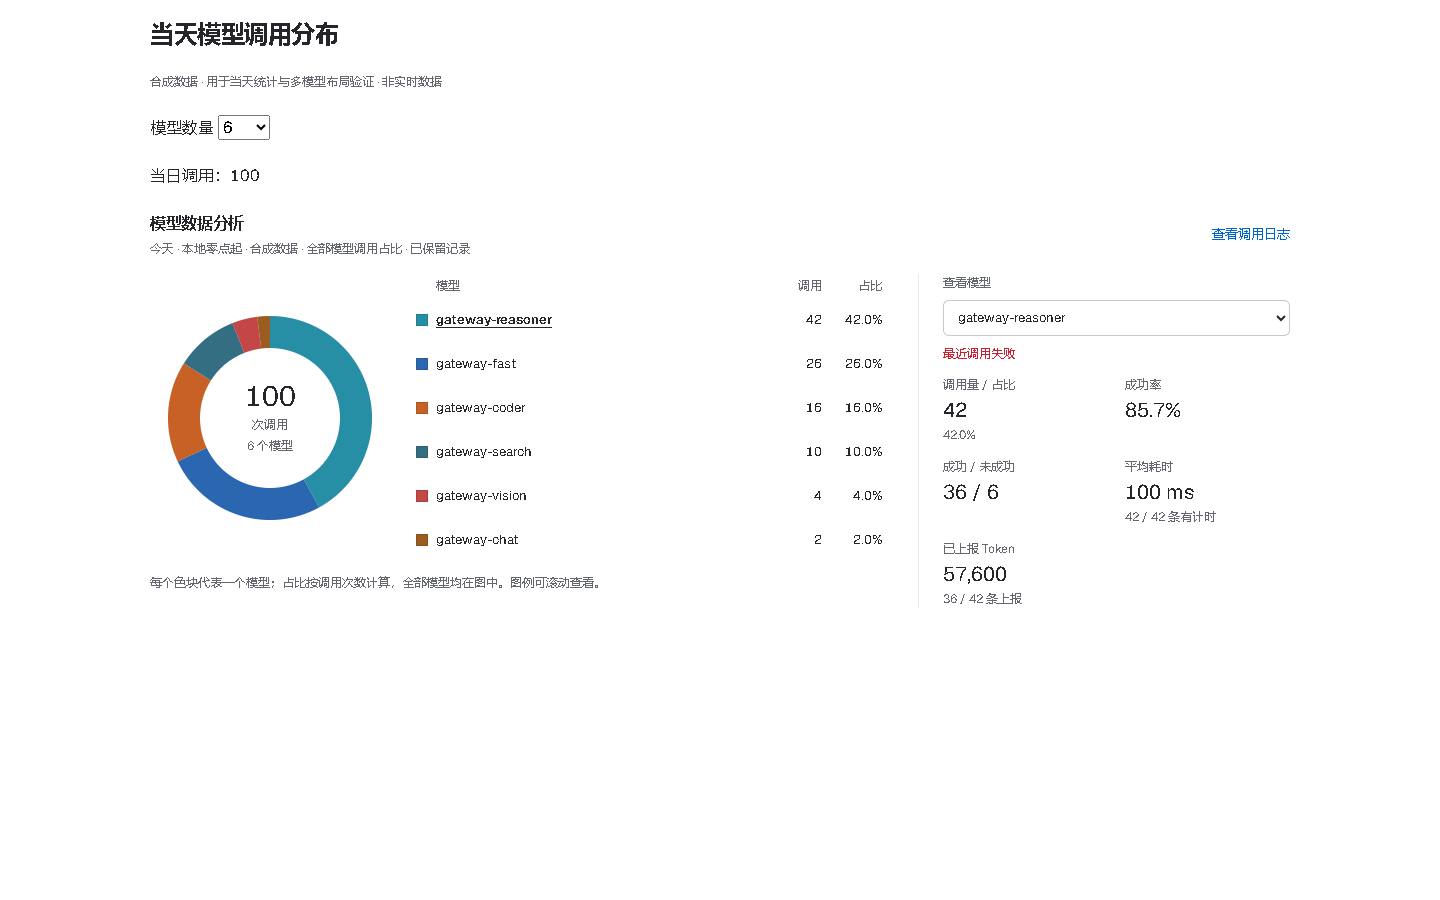 当天模型调用分布
合成数据 · 用于当天统计与多模型布局验证 · 非实时数据
模型数量 6
当日调用：100
模型数据分析
今天 · 本地零点起 · 合成数据 · 全部模型调用占比 · 已保留记录
查看调用日志
100
次调用
6 个模型
模型 调用 占比
gateway-reasoner 42 42.0%
gateway-fast 26 26.0%
gateway-coder 16 16.0%
gateway-search 10 10.0%
gateway-vision 4 4.0%
gateway-chat 2 2.0%
每个色块代表一个模型；占比按调用次数计算，全部模型均在图中。图例可滚动查看。
查看模型
gateway-reasoner
最近调用失败
调用量 / 占比
42
42.0%
成功率
85.7%
成功 / 未成功
36 / 6
平均耗时
100 ms
42 / 42 条有计时
已上报 Token
57,600
36 / 42 条上报